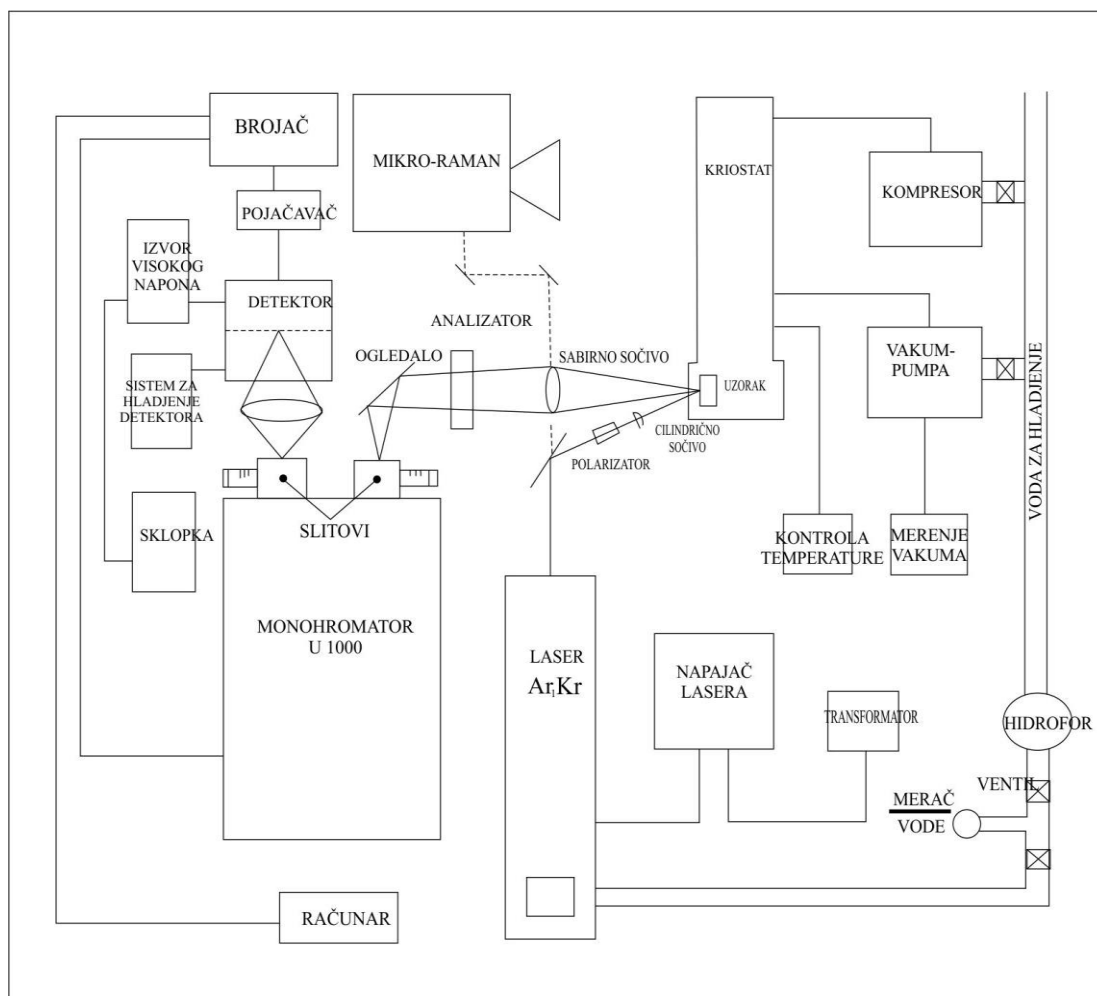 BROJAČ
MIKRO-RAMAN
KRIOSTAT
KOMPRESOR
POJAČAVAČ
IZVOR
VISOKOG
NAPONA
DETEKTOR
ANALIZATOR
OGLEDALO
SABIRNO SOČIVO
VAKUM-
PUMPA
VODA ZA HLADJENJE
SISTEM ZA
HLADJENJE
DETEKTORA
UZORAK
CILINDRIČNO
SOČIVO
POLARIZATOR
SKLOPKA
SLITOVI
KONTROLA
TEMPERATURE
MERENJE
VAKUMA
MONOHROMATOR
U 1000
LASER
Ar,Kr
NAPAJAČ
LASERA
TRANSFORMATOR
HIDROFOR
VENTIL
MERAČ
VODE
RAČUNAR